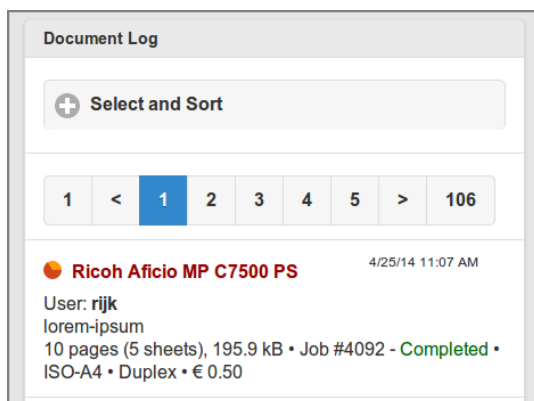 Document Log
Select and Sort
1 < 1 2 3 4 5 > 106
Ricoh Aficio MP C7500 PS 4/25/14 11:07 AM
User: rijk
lorem-ipsum
10 pages (5 sheets), 195.9 kB • Job #4092 - Completed •
ISO-A4 • Duplex • € 0.50